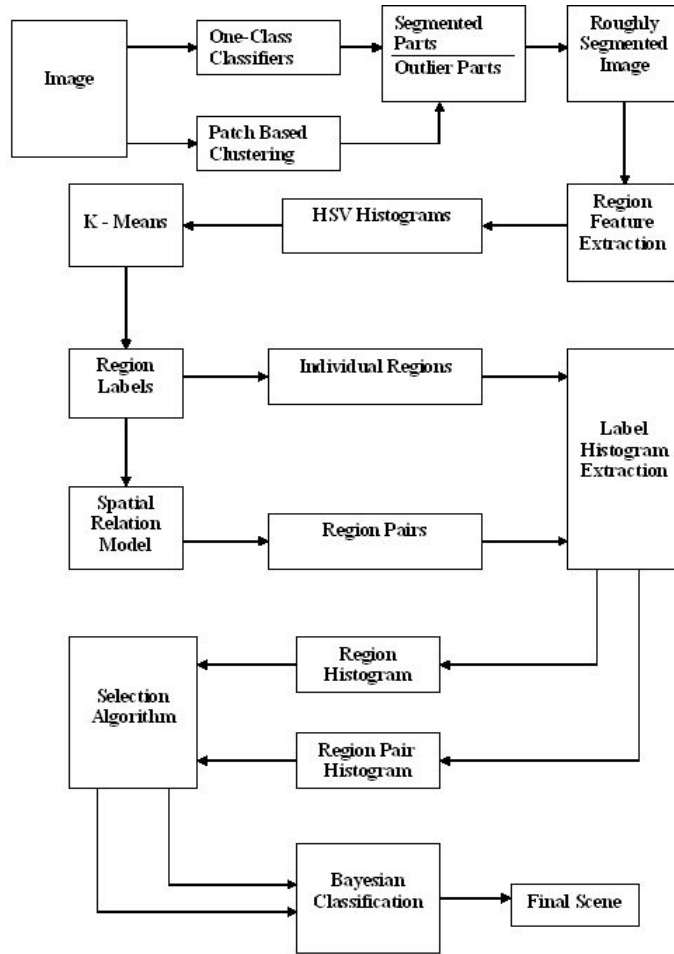 Image
One-Class
Classifiers
Segmented
Parts
Outlier Parts
Roughly
Segmented
Image
Patch Based
Clustering
K - Means
HSV Histograms
Region
Feature
Extraction
Region
Labels
Individual Regions
Label
Histogram
Extraction
Spatial
Relation
Model
Region Pairs
Selection
Algorithm
Region
Histogram
Region Pair
Histogram
Bayesian
Classification
Final Scene